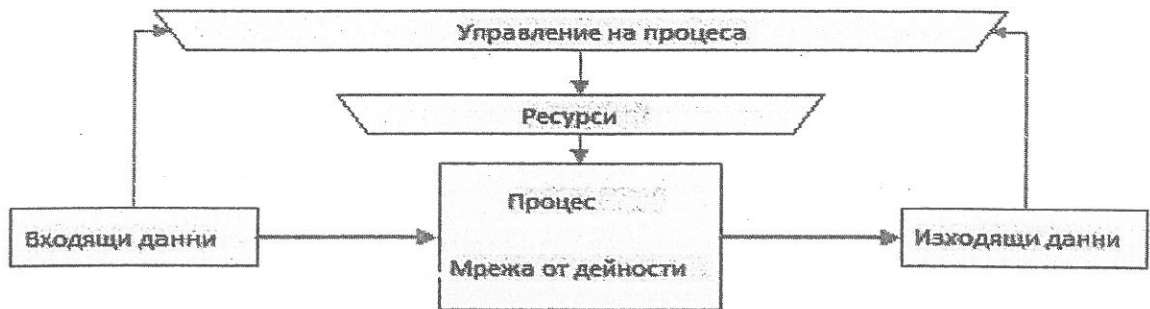 Управление на процеса
Ресурси
Процес
Входящи данни
Изходящи данни
Мрежа от дейности